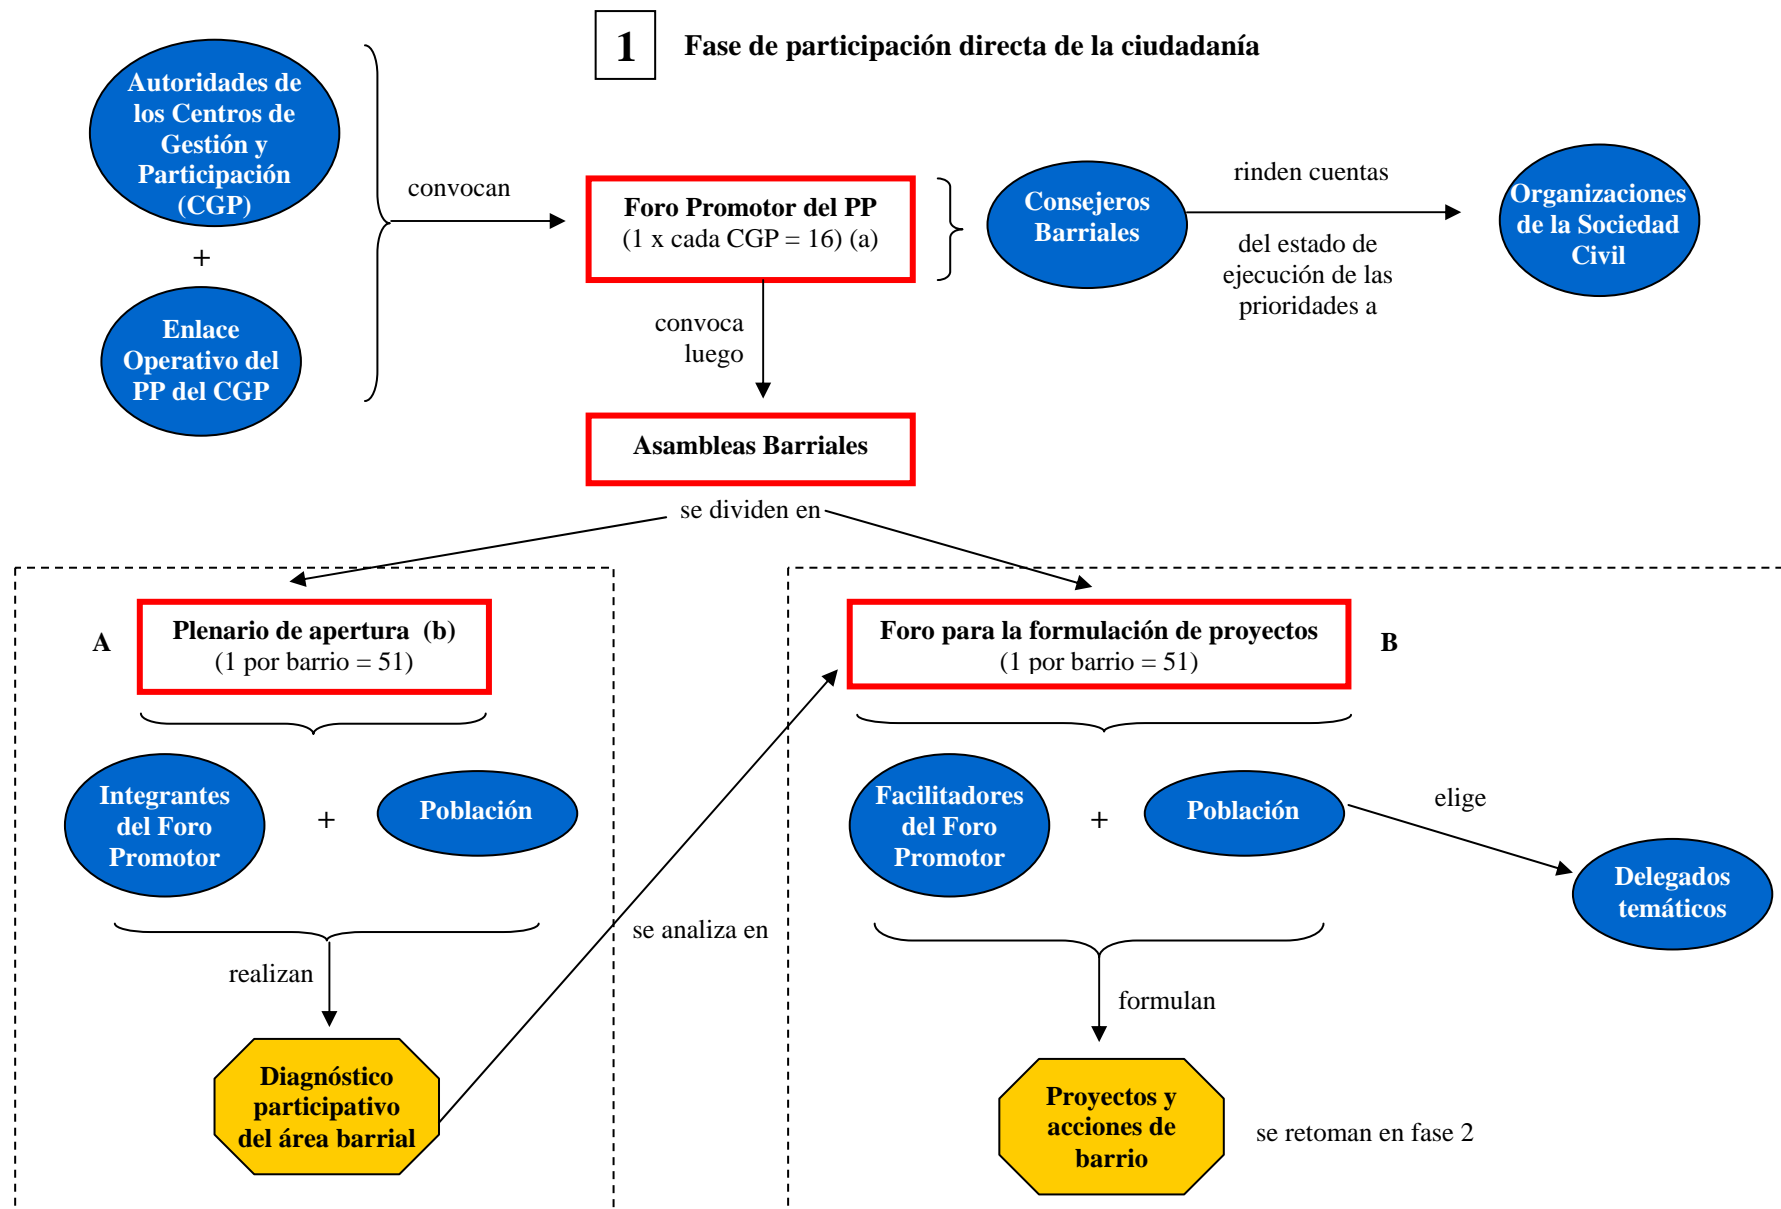 1
Fase de participación directa de la ciudadanía
Autoridades de
los Centros de
Gestión y
Participación
(CGP)
+
Enlace
Operativo del
PP del CGP
convocan
Foro Promotor del PP
(1 x cada CGP = 16) (a)
Consejeros
Barriales
rinden cuentas
del estado de
ejecución de las
prioridades a
Organizaciones
de la Sociedad
Civil
convoca
luego
Asambleas Barriales
se dividen en
A
Plenario de apertura (b)
(1 por barrio = 51)
Integrantes
del Foro
Promotor
+
Población
realizan
Diagnóstico
participativo
del área barrial
se analiza en
Foro para la formulación de proyectos
(1 por barrio = 51)
B
Facilitadores
del Foro
Promotor
+
Población
elige
Delegados
temáticos
formulan
Proyectos y
acciones de
barrio
se retoman en fase 2